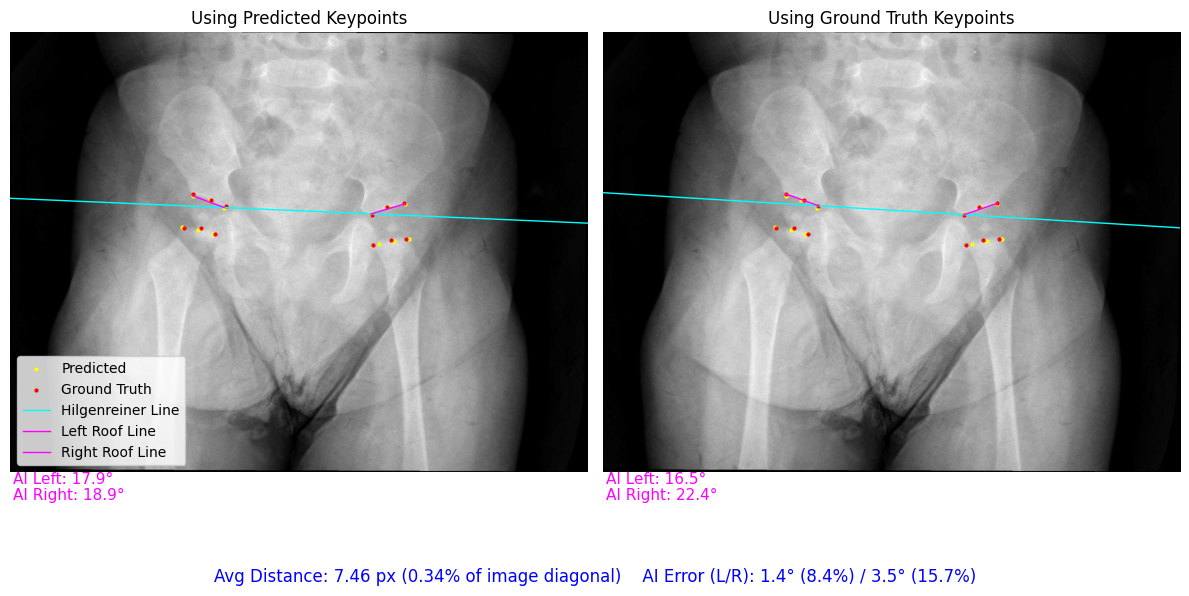 Using Predicted Keypoints
Using Ground Truth Keypoints
Predicted
Ground Truth
Hilgenreiner Line
Left Roof Line
Right Roof Line
AI Left: 17.9°
AI Right: 18.9°
AI Left: 16.5°
AI Right: 22.4°
Avg Distance: 7.46 px (0.34% of image diagonal)    AI Error (L/R): 1.4° (8.4%) / 3.5° (15.7%)